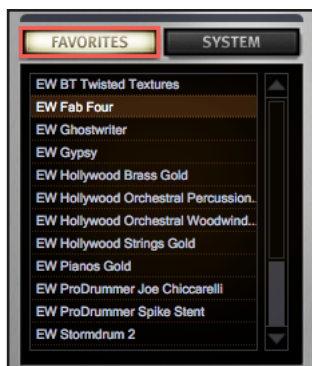 FAVORITES SYSTEM
EW BT Twisted Textures
EW Fab Four
EW Ghostwriter
EW Gypsy
EW Hollywood Brass Gold
EW Hollywood Orchestral Percussion..
EW Hollywood Orchestral Woodwind...
EW Hollywood Strings Gold
EW Pianos Gold
EW ProDrummer Joe Chiccarelli
EW ProDrummer Spike Stent
EW Stormdrum 2